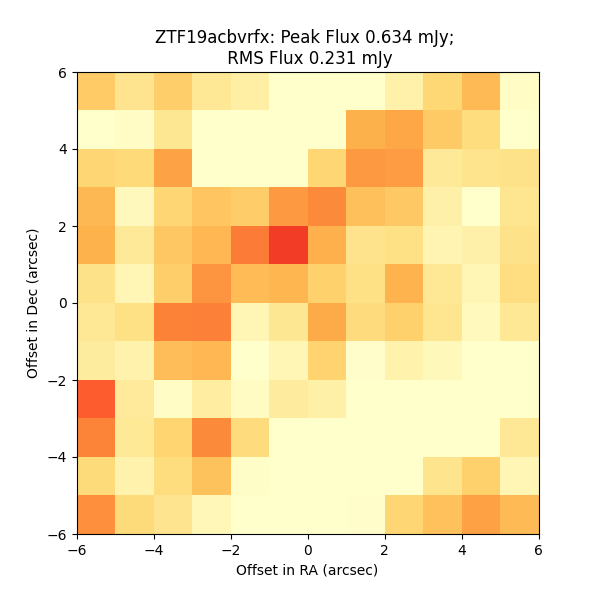 ZTF19acbvrfx: Peak Flux 0.634 mJy;
RMS Flux 0.231 mJy
6
4
2
0
−2
−4
−6
Offset in Dec (arcsec)
−6 −4 −2 0 2 4 6
Offset in RA (arcsec)